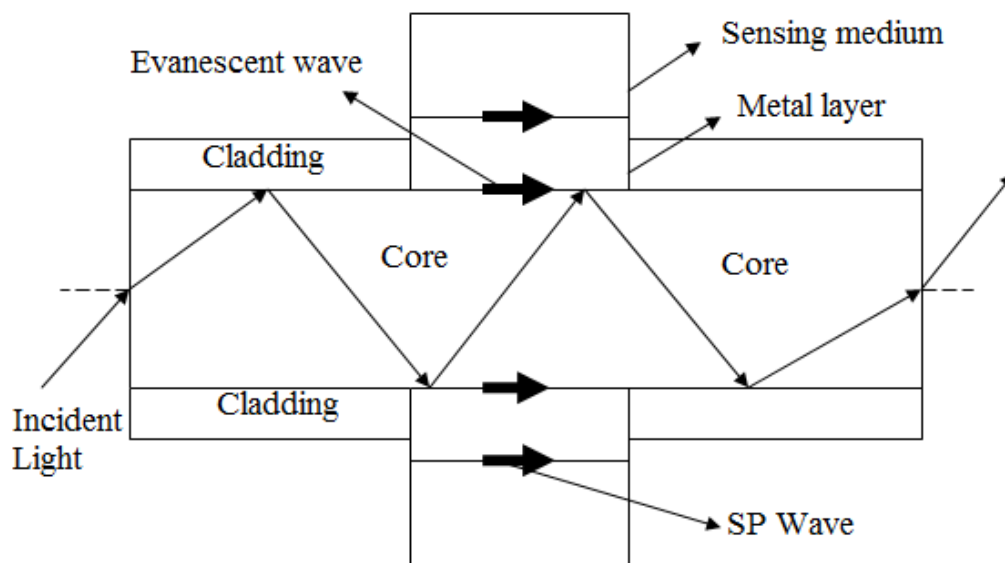 Sensing medium
Evanescent wave
Metal layer
Cladding
Core
Core
Cladding
Incident
Light
SP Wave